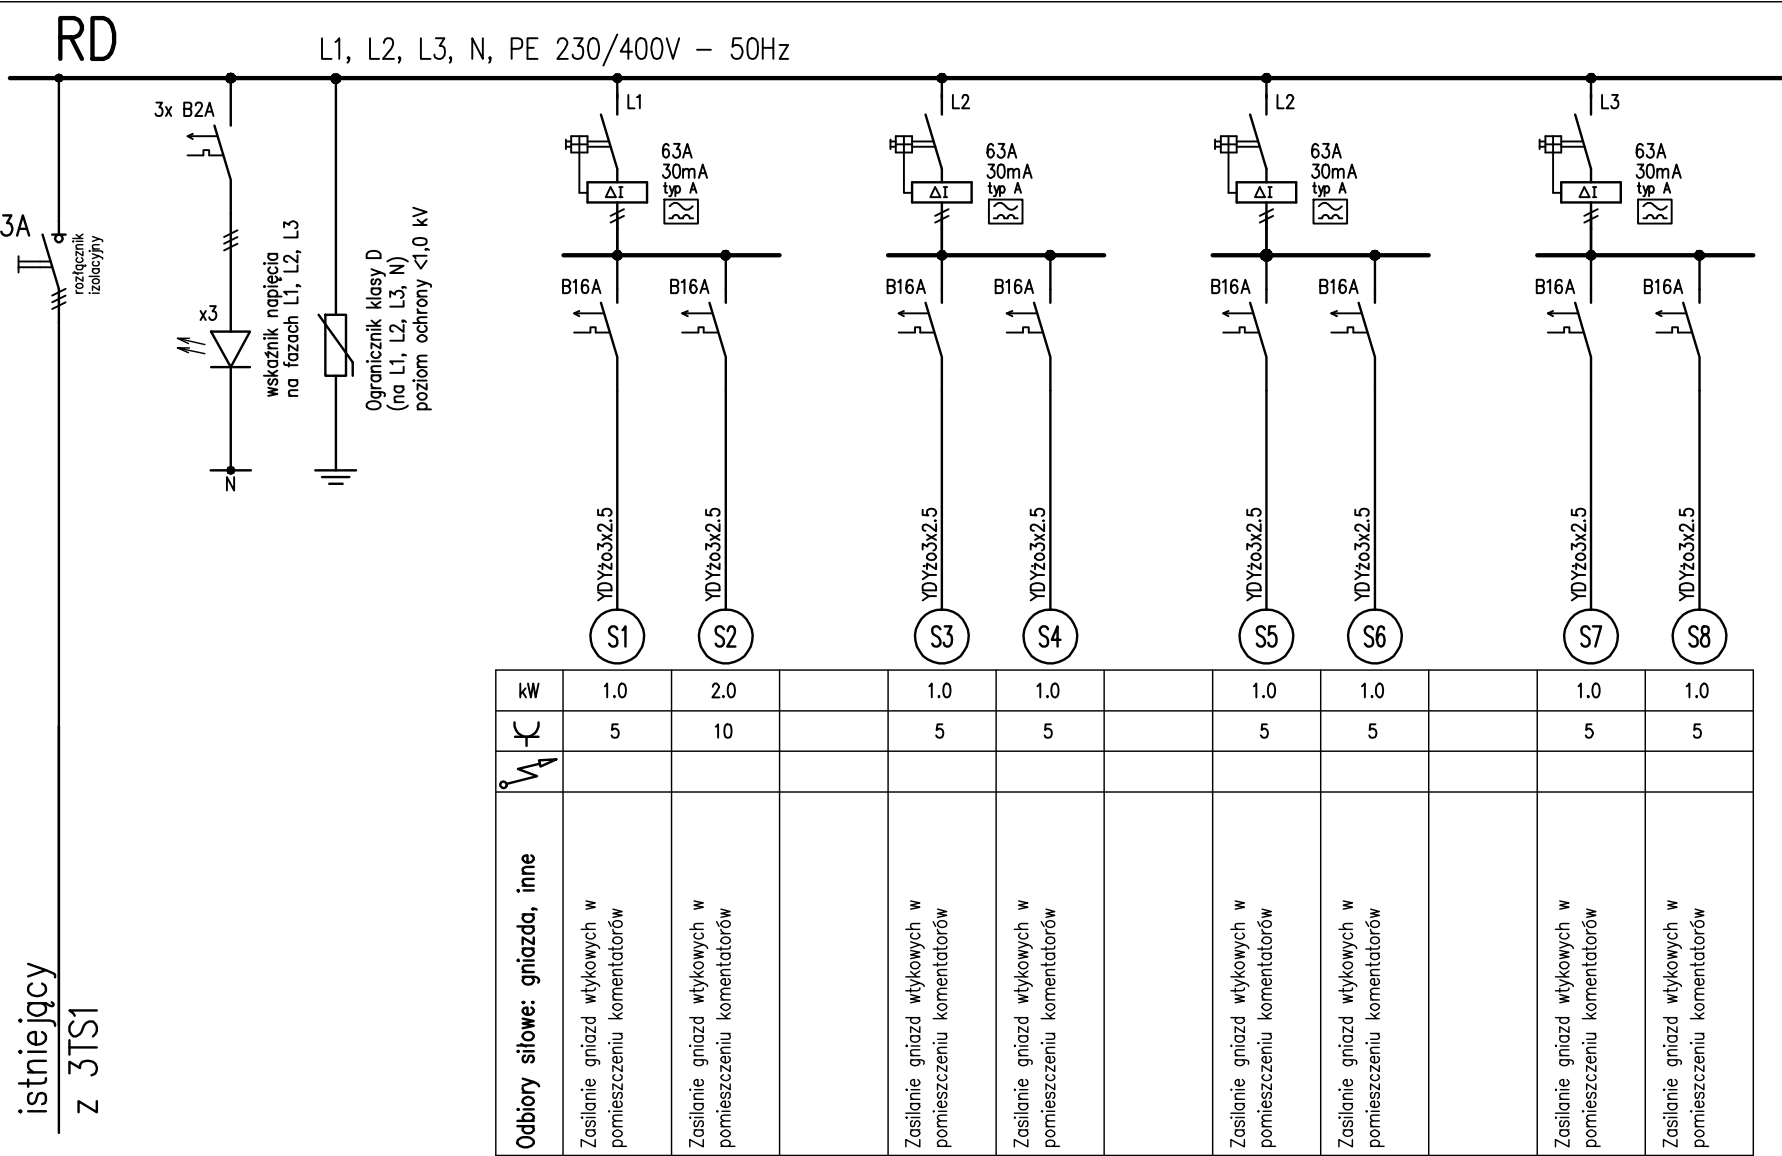 RD
L1, L2, L3, N, PE 230/400V – 50Hz
3A
rozłącznik
izolacyjny
istniejący
z 3TS1
3x B2A
x3
wskaźnik napięcia
na fazach L1, L2, L3
N
Ogranicznik klasy D
(na L1, L2, L3, N)
poziom ochrony <1,0 kV
L1
63A
30mA
typ A
ΔI
B16A
B16A
YDYżo3x2.5
YDYżo3x2.5
S1
S2
L2
63A
30mA
typ A
ΔI
B16A
B16A
YDYżo3x2.5
YDYżo3x2.5
S3
S4
L2
63A
30mA
typ A
ΔI
B16A
B16A
YDYżo3x2.5
YDYżo3x2.5
S5
S6
L3
63A
30mA
typ A
ΔI
B16A
B16A
YDYżo3x2.5
YDYżo3x2.5
S7
S8
kW 1.0 2.0 1.0 1.0 1.0 1.0 1.0 1.0
5 10 5 5 5 5 5 5
Odbiory siłowe: gniazda, inne
Zasilanie gniazd wtykowych w
pomieszczeniu komentatorów
Zasilanie gniazd wtykowych w
pomieszczeniu komentatorów
Zasilanie gniazd wtykowych w
pomieszczeniu komentatorów
Zasilanie gniazd wtykowych w
pomieszczeniu komentatorów
Zasilanie gniazd wtykowych w
pomieszczeniu komentatorów
Zasilanie gniazd wtykowych w
pomieszczeniu komentatorów
Zasilanie gniazd wtykowych w
pomieszczeniu komentatorów
Zasilanie gniazd wtykowych w
pomieszczeniu komentatorów